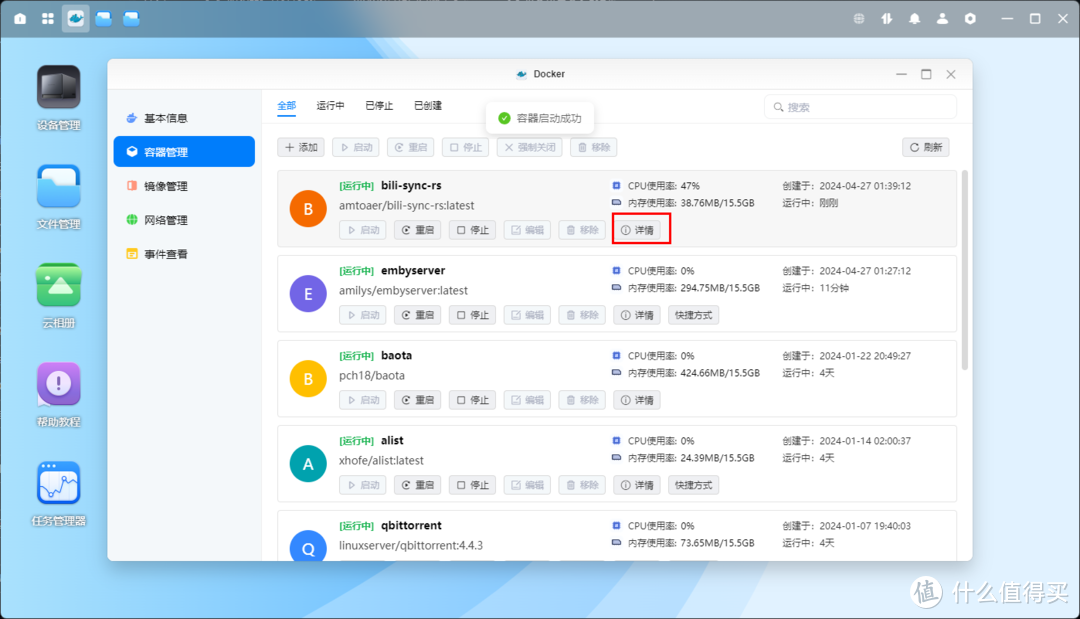 Docker
设备管理
文件管理
云相册
帮助教程
任务管理器
基本信息
容器管理
镜像管理
网络管理
事件查看
全部 运行中 已停止 已创建
容器启动成功
搜索
添加 启动 重启 停止 强制关闭 移除 刷新
B
[运行中] bili-sync-rs
amtoaer/bili-sync-rs:latest
CPU使用率: 47%
内存使用率: 38.76MB/15.5GB
创建于: 2024-04-27 01:39:12
运行中: 刚刚
启动 重启 停止 编辑 移除 详情
E
[运行中] embyserver
amilys/embyserver:latest
CPU使用率: 0%
内存使用率: 294.75MB/15.5GB
创建于: 2024-04-27 01:27:12
运行中: 11分钟
启动 重启 停止 编辑 移除 详情 快捷方式
B
[运行中] baota
pch18/baota
CPU使用率: 0%
内存使用率: 424.66MB/15.5GB
创建于: 2024-01-22 20:49:27
运行中: 4天
启动 重启 停止 编辑 移除 详情
A
[运行中] alist
xhofe/alist:latest
CPU使用率: 0%
内存使用率: 24.39MB/15.5GB
创建于: 2024-01-14 02:00:37
运行中: 4天
启动 重启 停止 编辑 移除 详情 快捷方式
Q
[运行中] qbittorrent
linuxserver/qbittorrent:4.4.3
CPU使用率: 0%
内存使用率: 73.65MB/15.5GB
创建于: 2024-01-07 19:40:03
运行中: 4天
值 什么值得买